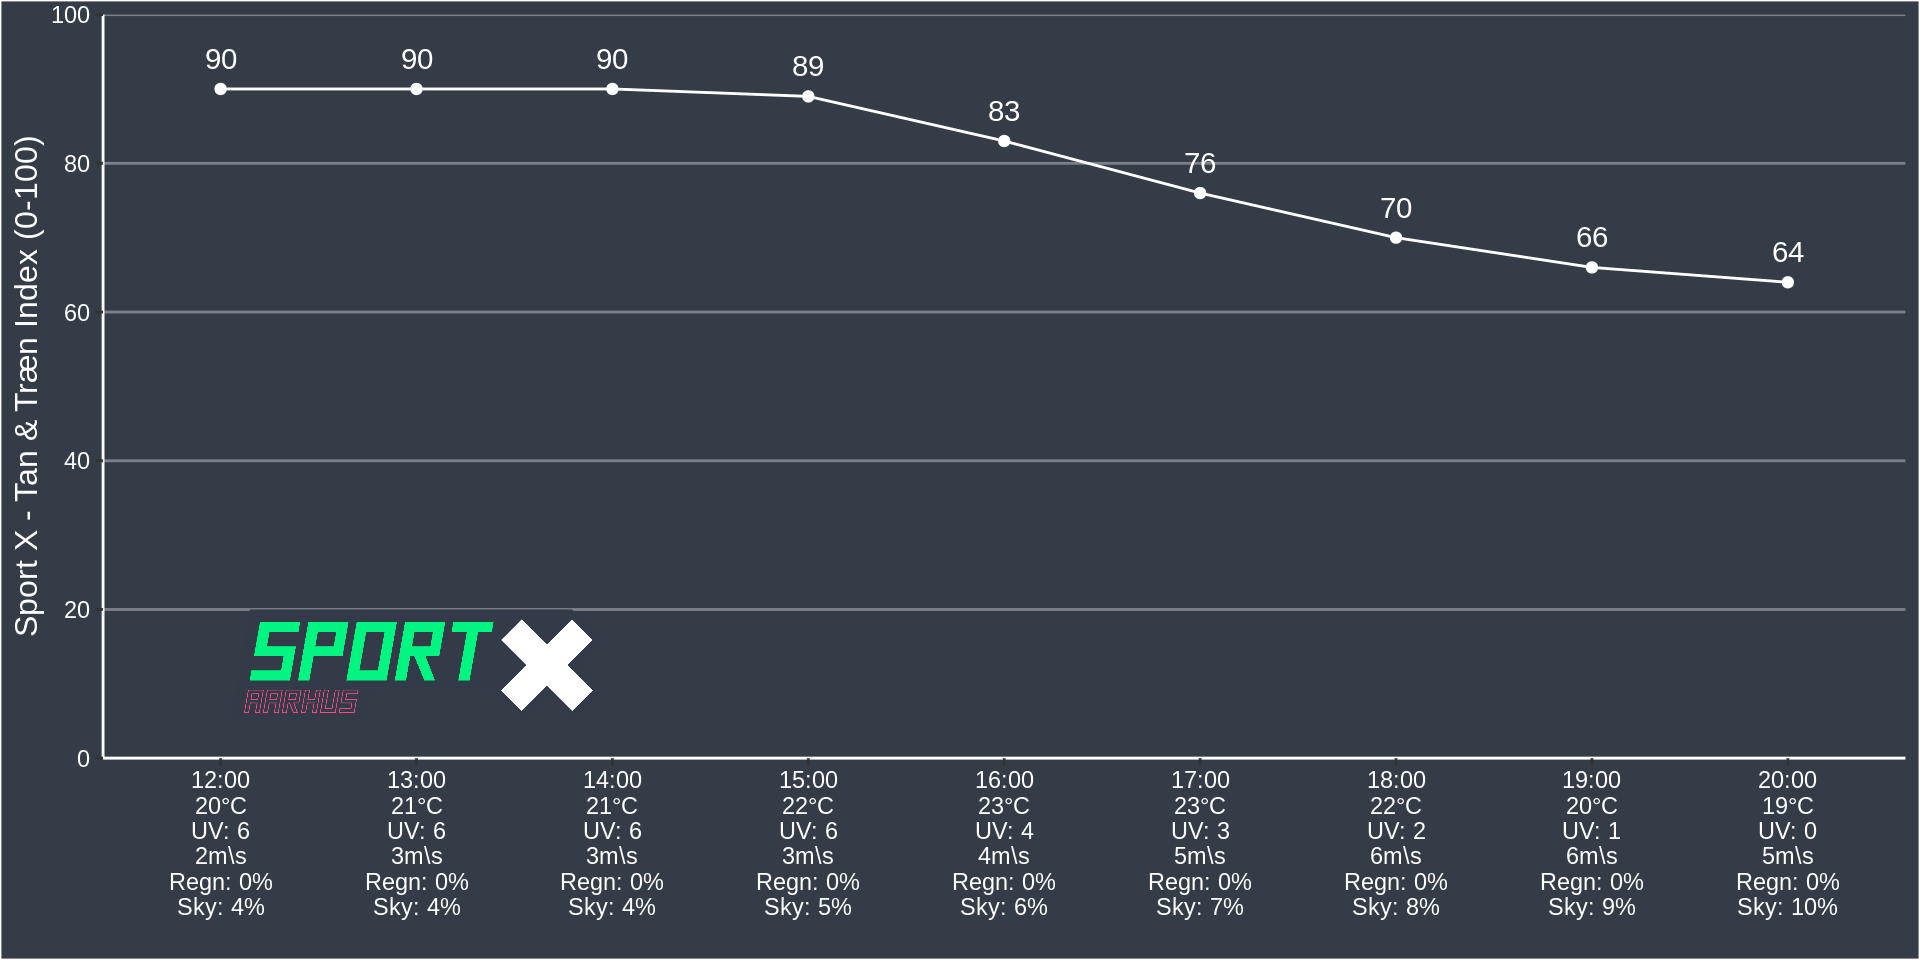 Sport X - Tan & Træn Index (0-100)
100
80
60
40
20
0
90 90 90 89 83 76 70 66 64
SPORT X
AARHUS
12:00 13:00 14:00 15:00 16:00 17:00 18:00 19:00 20:00
20°C 21°C 21°C 22°C 23°C 23°C 22°C 20°C 19°C
UV: 6 UV: 6 UV: 6 UV: 6 UV: 4 UV: 3 UV: 2 UV: 1 UV: 0
2m\s 3m\s 3m\s 3m\s 4m\s 5m\s 6m\s 6m\s 5m\s
Regn: 0% Regn: 0% Regn: 0% Regn: 0% Regn: 0% Regn: 0% Regn: 0% Regn: 0% Regn: 0%
Sky: 4% Sky: 4% Sky: 4% Sky: 5% Sky: 6% Sky: 7% Sky: 8% Sky: 9% Sky: 10%